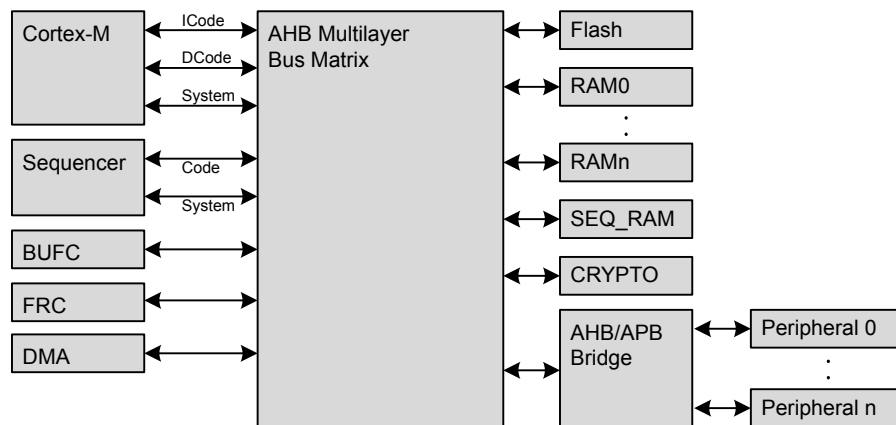 Cortex-M
ICode
DCode
System
Sequencer
Code
System
BUFC
FRC
DMA
AHB Multilayer
Bus Matrix
Flash
RAM0
:
RAMn
SEQ_RAM
CRYPTO
AHB/APB
Bridge
Peripheral 0
:
Peripheral n